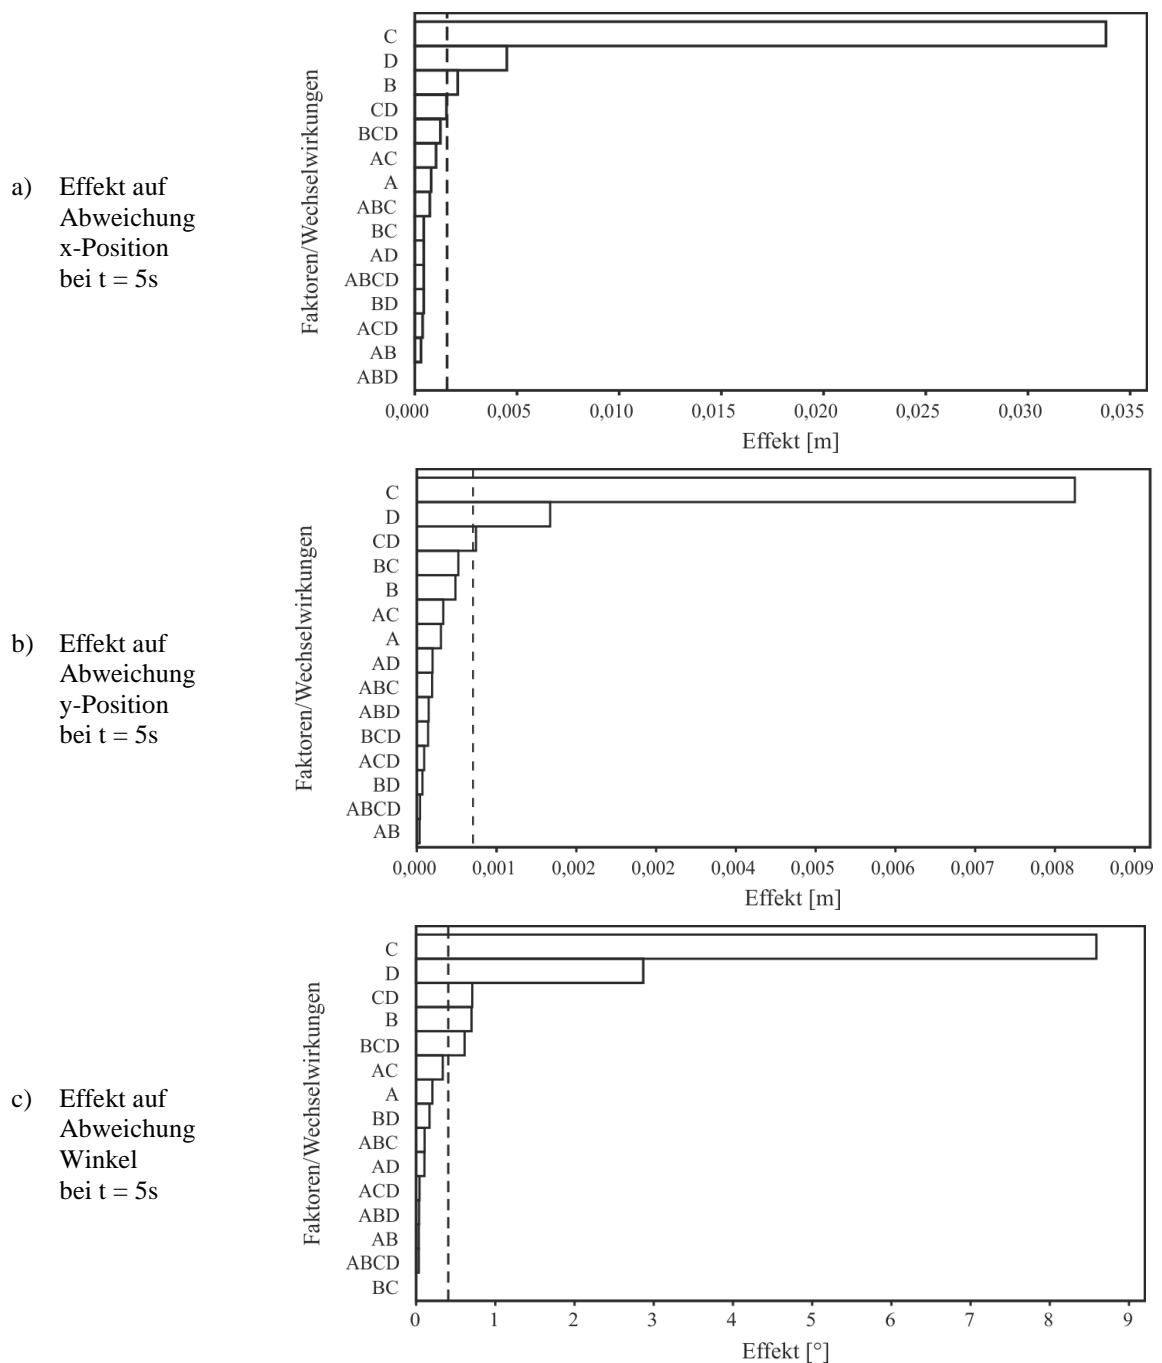 a) Effekt auf
Abweichung
x-Position
bei t = 5s
Faktoren/Wechselwirkungen
C
D
B
CD
BCD
AC
A
ABC
BC
AD
ABCD
BD
ACD
AB
ABD
0,000 0,005 0,010 0,015 0,020 0,025 0,030 0,035
Effekt [m]
b) Effekt auf
Abweichung
y-Position
bei t = 5s
Faktoren/Wechselwirkungen
C
D
CD
BC
B
AC
A
AD
ABC
ABD
BCD
ACD
BD
ABCD
AB
0,000 0,001 0,002 0,002 0,004 0,005 0,006 0,007 0,008 0,009
Effekt [m]
c) Effekt auf
Abweichung
Winkel
bei t = 5s
Faktoren/Wechselwirkungen
C
D
CD
B
BCD
AC
A
BD
ABC
AD
ACD
ABD
AB
ABCD
BC
0 1 2 3 4 5 6 7 8 9
Effekt [°]